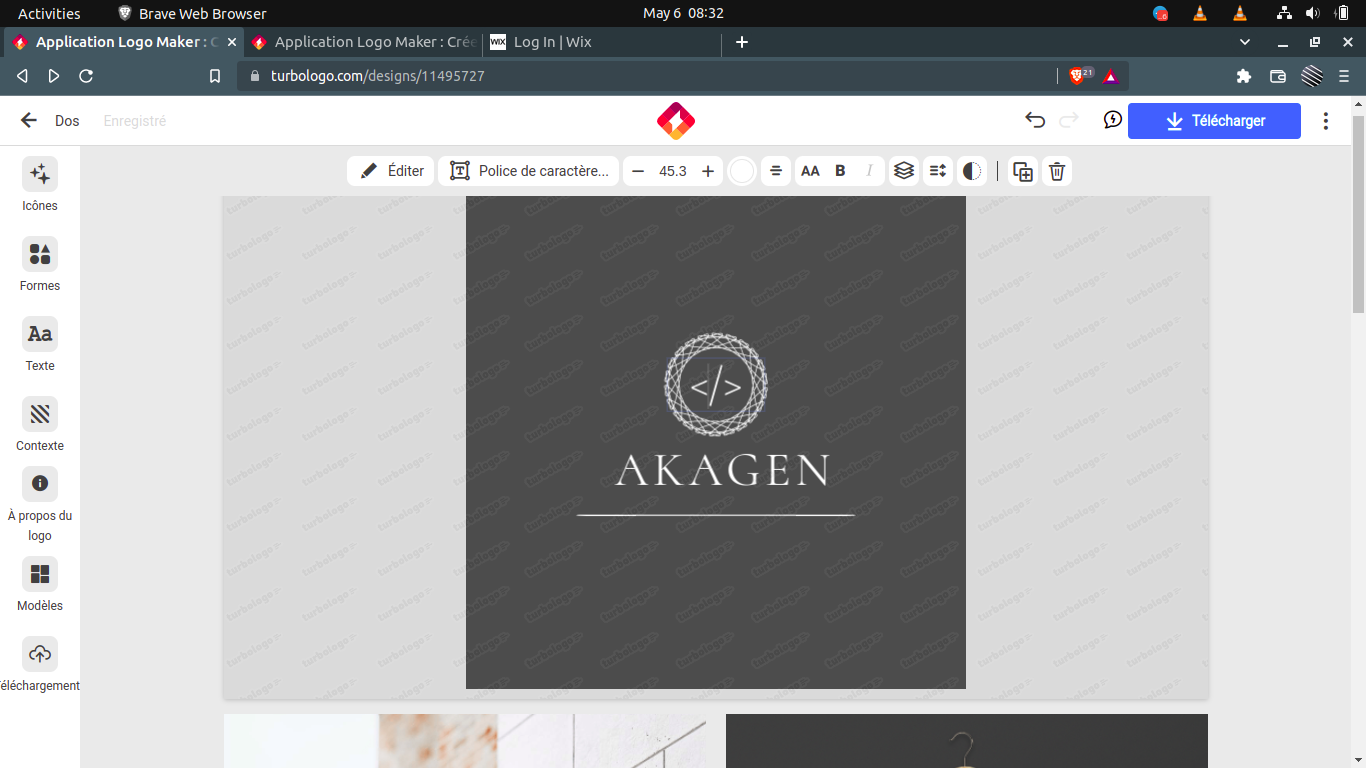 Activities Brave Web Browser May 6 08:32
Application Logo Maker : C Application Logo Maker : Crée WIX Log In | Wix
turbologo.com/designs/11495727 21
Dos Enregistré Télécharger
Éditer Police de caractère... 45.3 AA B I
Icônes
Formes
Aa
Texte
Contexte
À propos du
logo
Modèles
éléchargement
</>
AKAGEN
turbologo